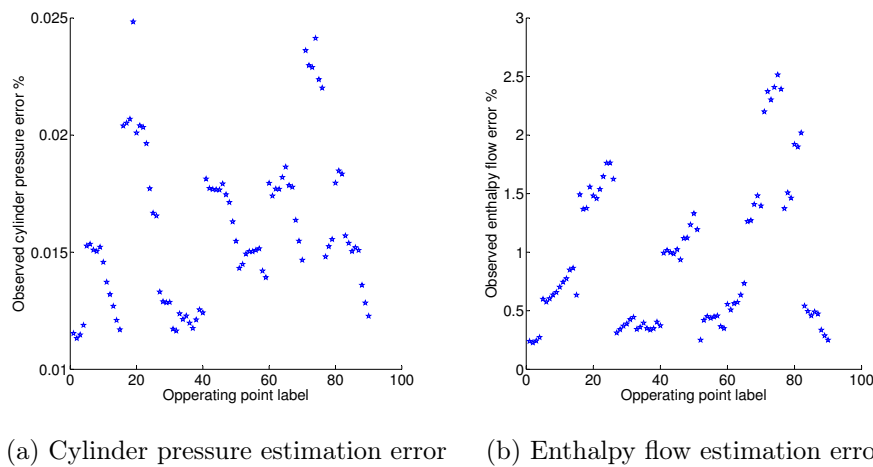 0.025
0.02
0.015
0.01
0 20 40 60 80 100
Opperating point label
Observed cylinder pressure error %
3
2.5
2
1.5
1
0.5
0
0 20 40 60 80 100
Opperating point label
Observed enthalpy flow error %
(a) Cylinder pressure estimation error
(b) Enthalpy flow estimation erro